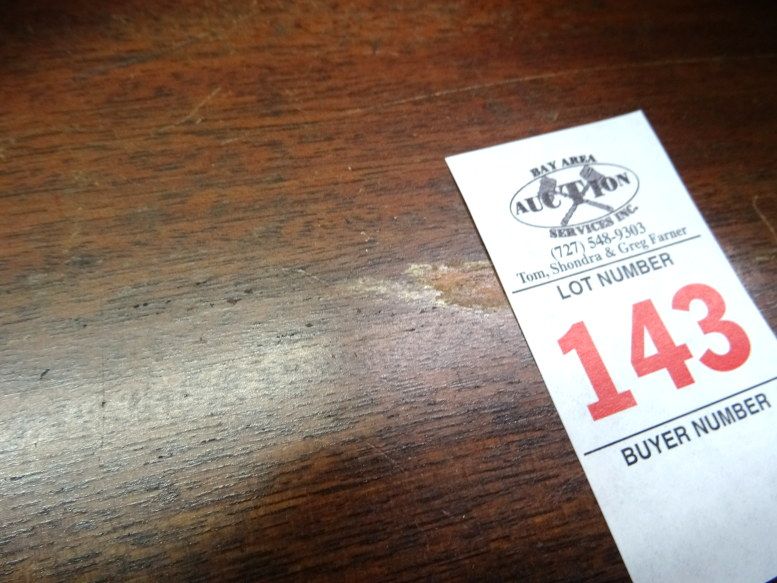 BAY AREA
AUCTION
SERVICES INC.
(727) 548-9303
Tom, Shondra & Greg Farner
LOT NUMBER
143
BUYER NUMBER